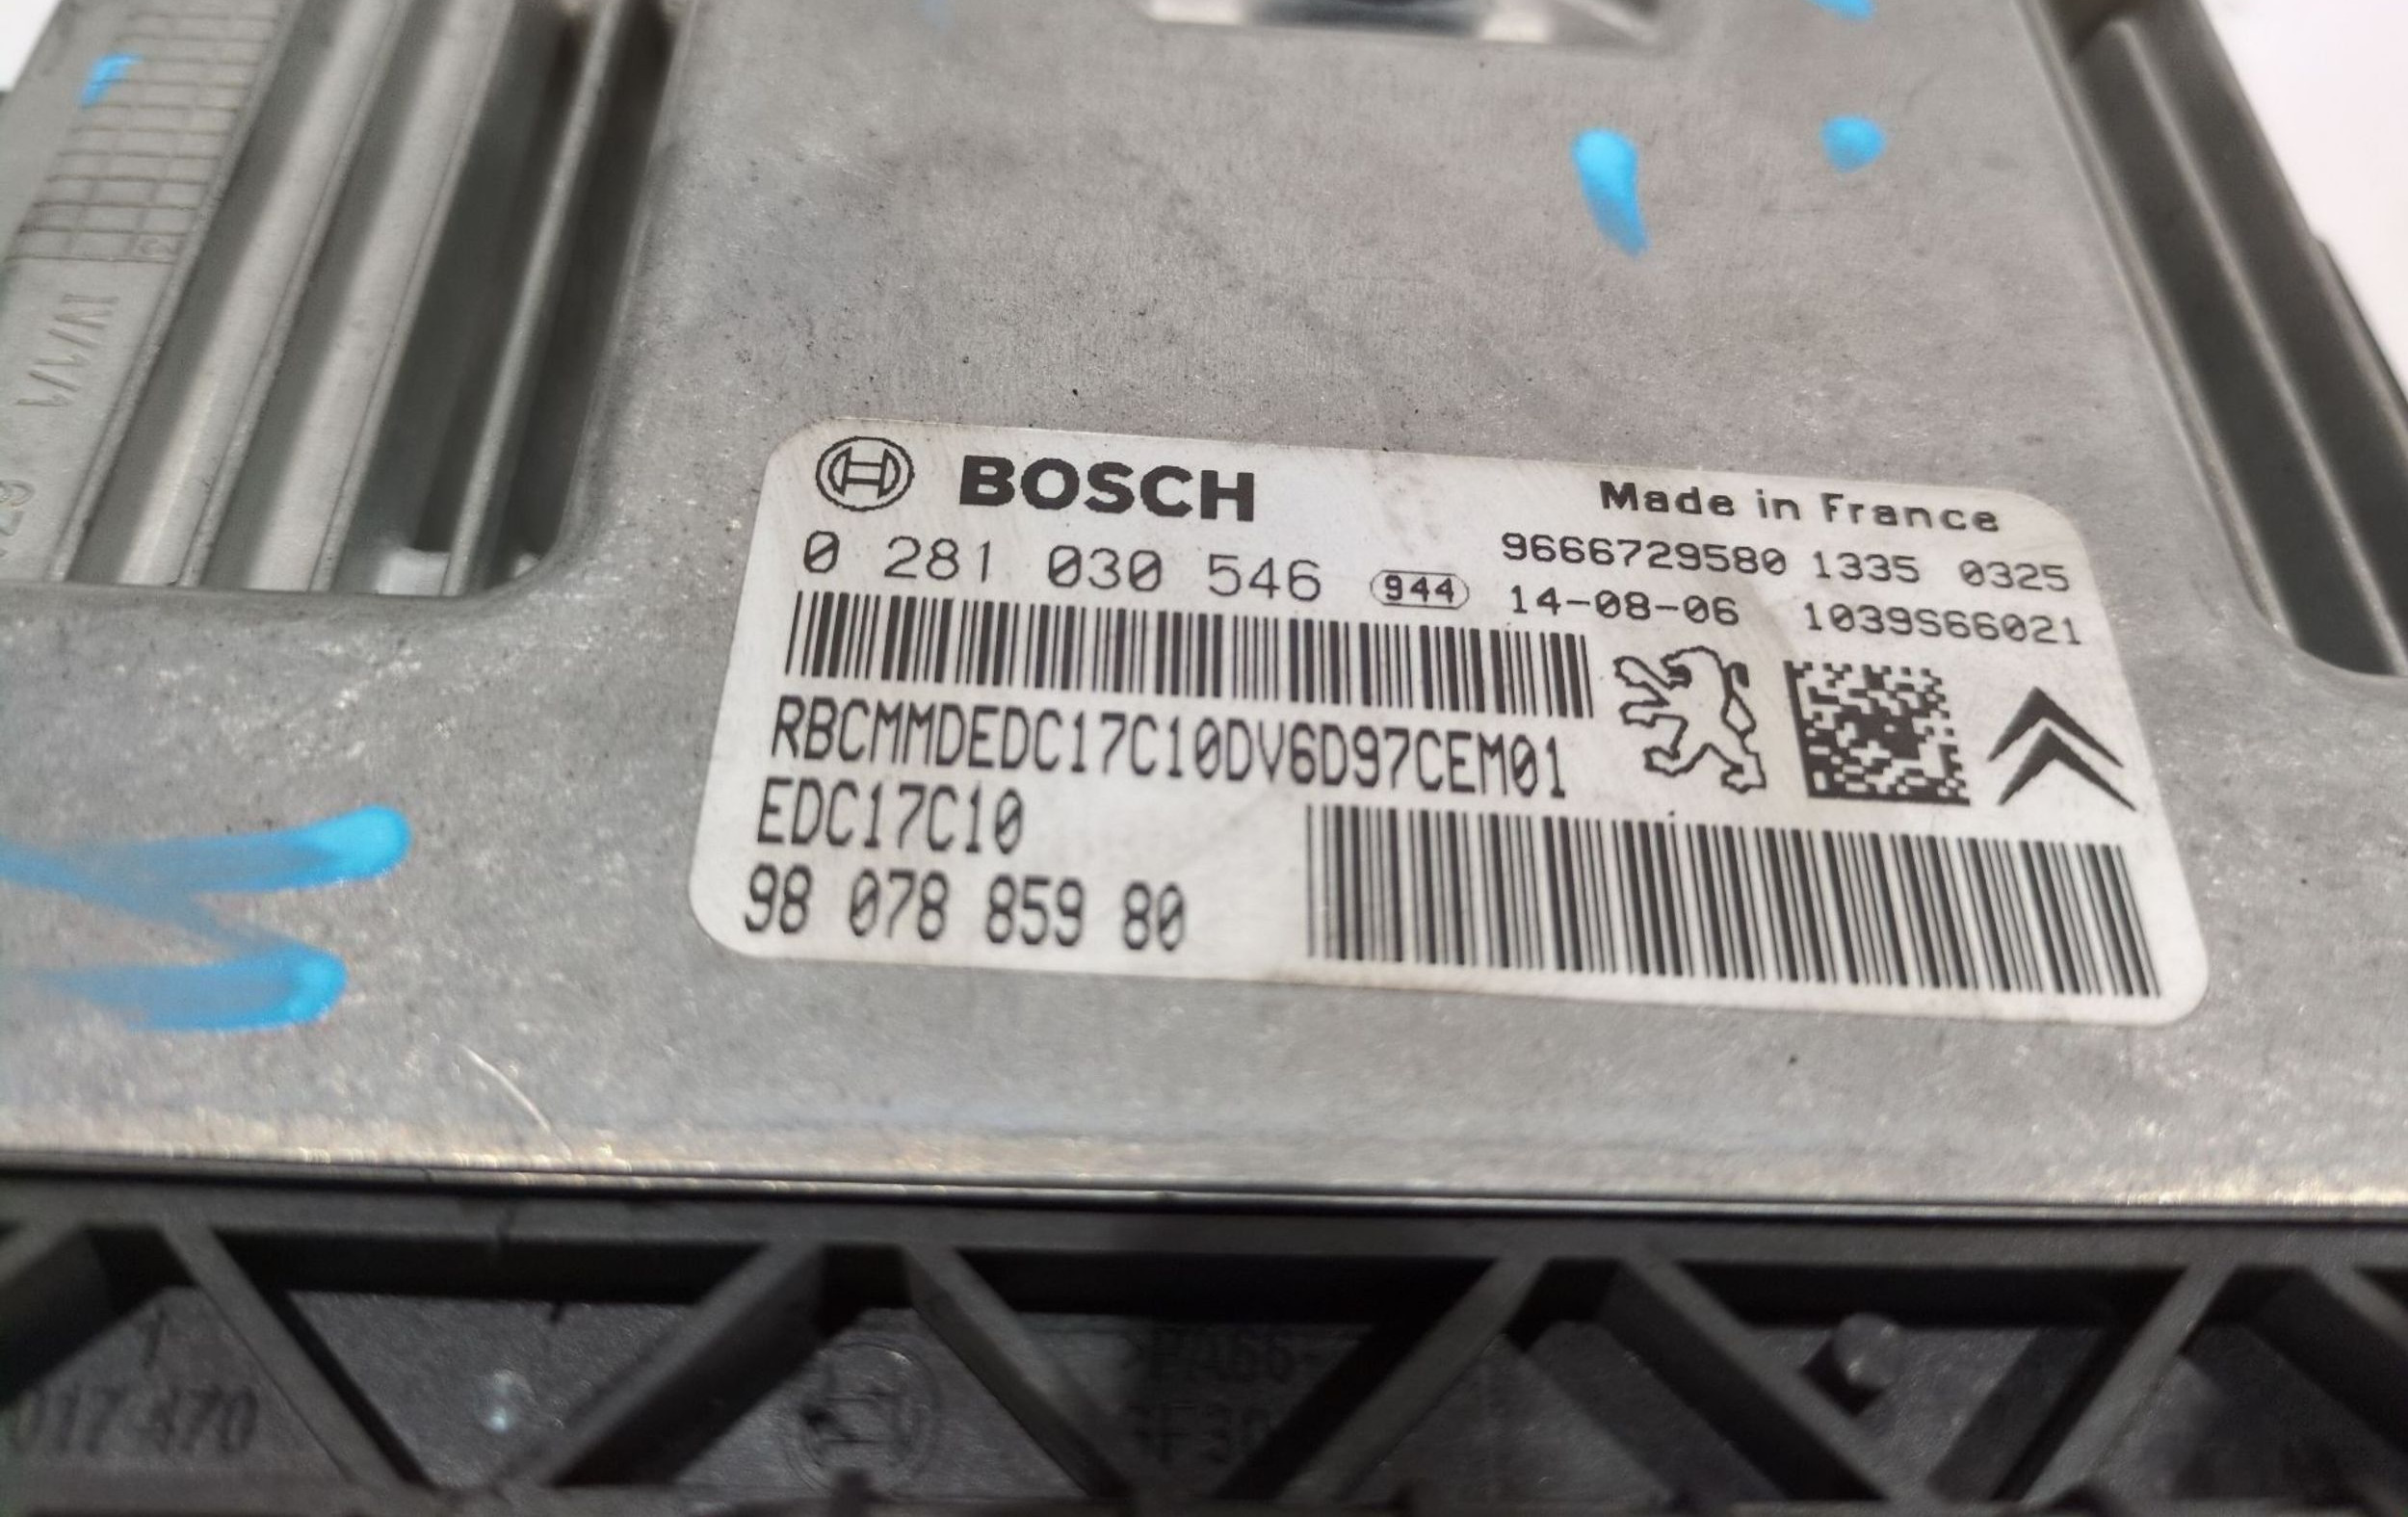 BOSCH
Made in France
0 281 030 546
944
9666729580 1335 0325
14-08-06 1039S66021
RBCMMDEDC17C10DV6D97CEM01
EDC17C10
98 078 859 80